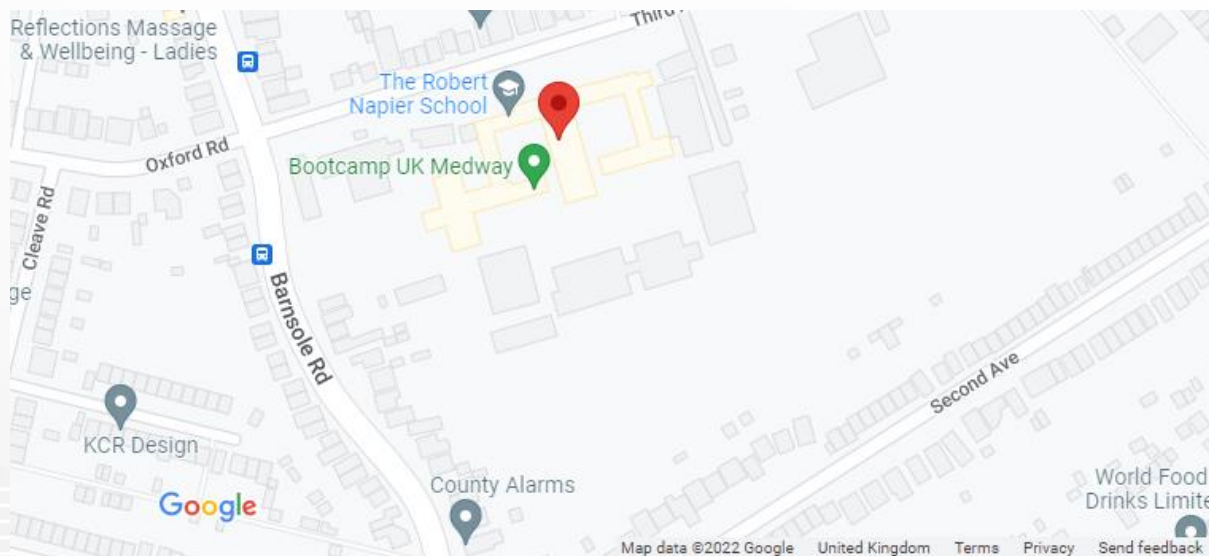 Reflections Massage
& Wellbeing - Ladies
Third
The Robert
Napier School
Oxford Rd
Bootcamp UK Medway
Cleave Rd
ge
Barnsole Rd
Second Ave
KCR Design
County Alarms
World Food
Drinks Limite
Google
Map data ©2022 Google United Kingdom Terms Privacy Send feedback